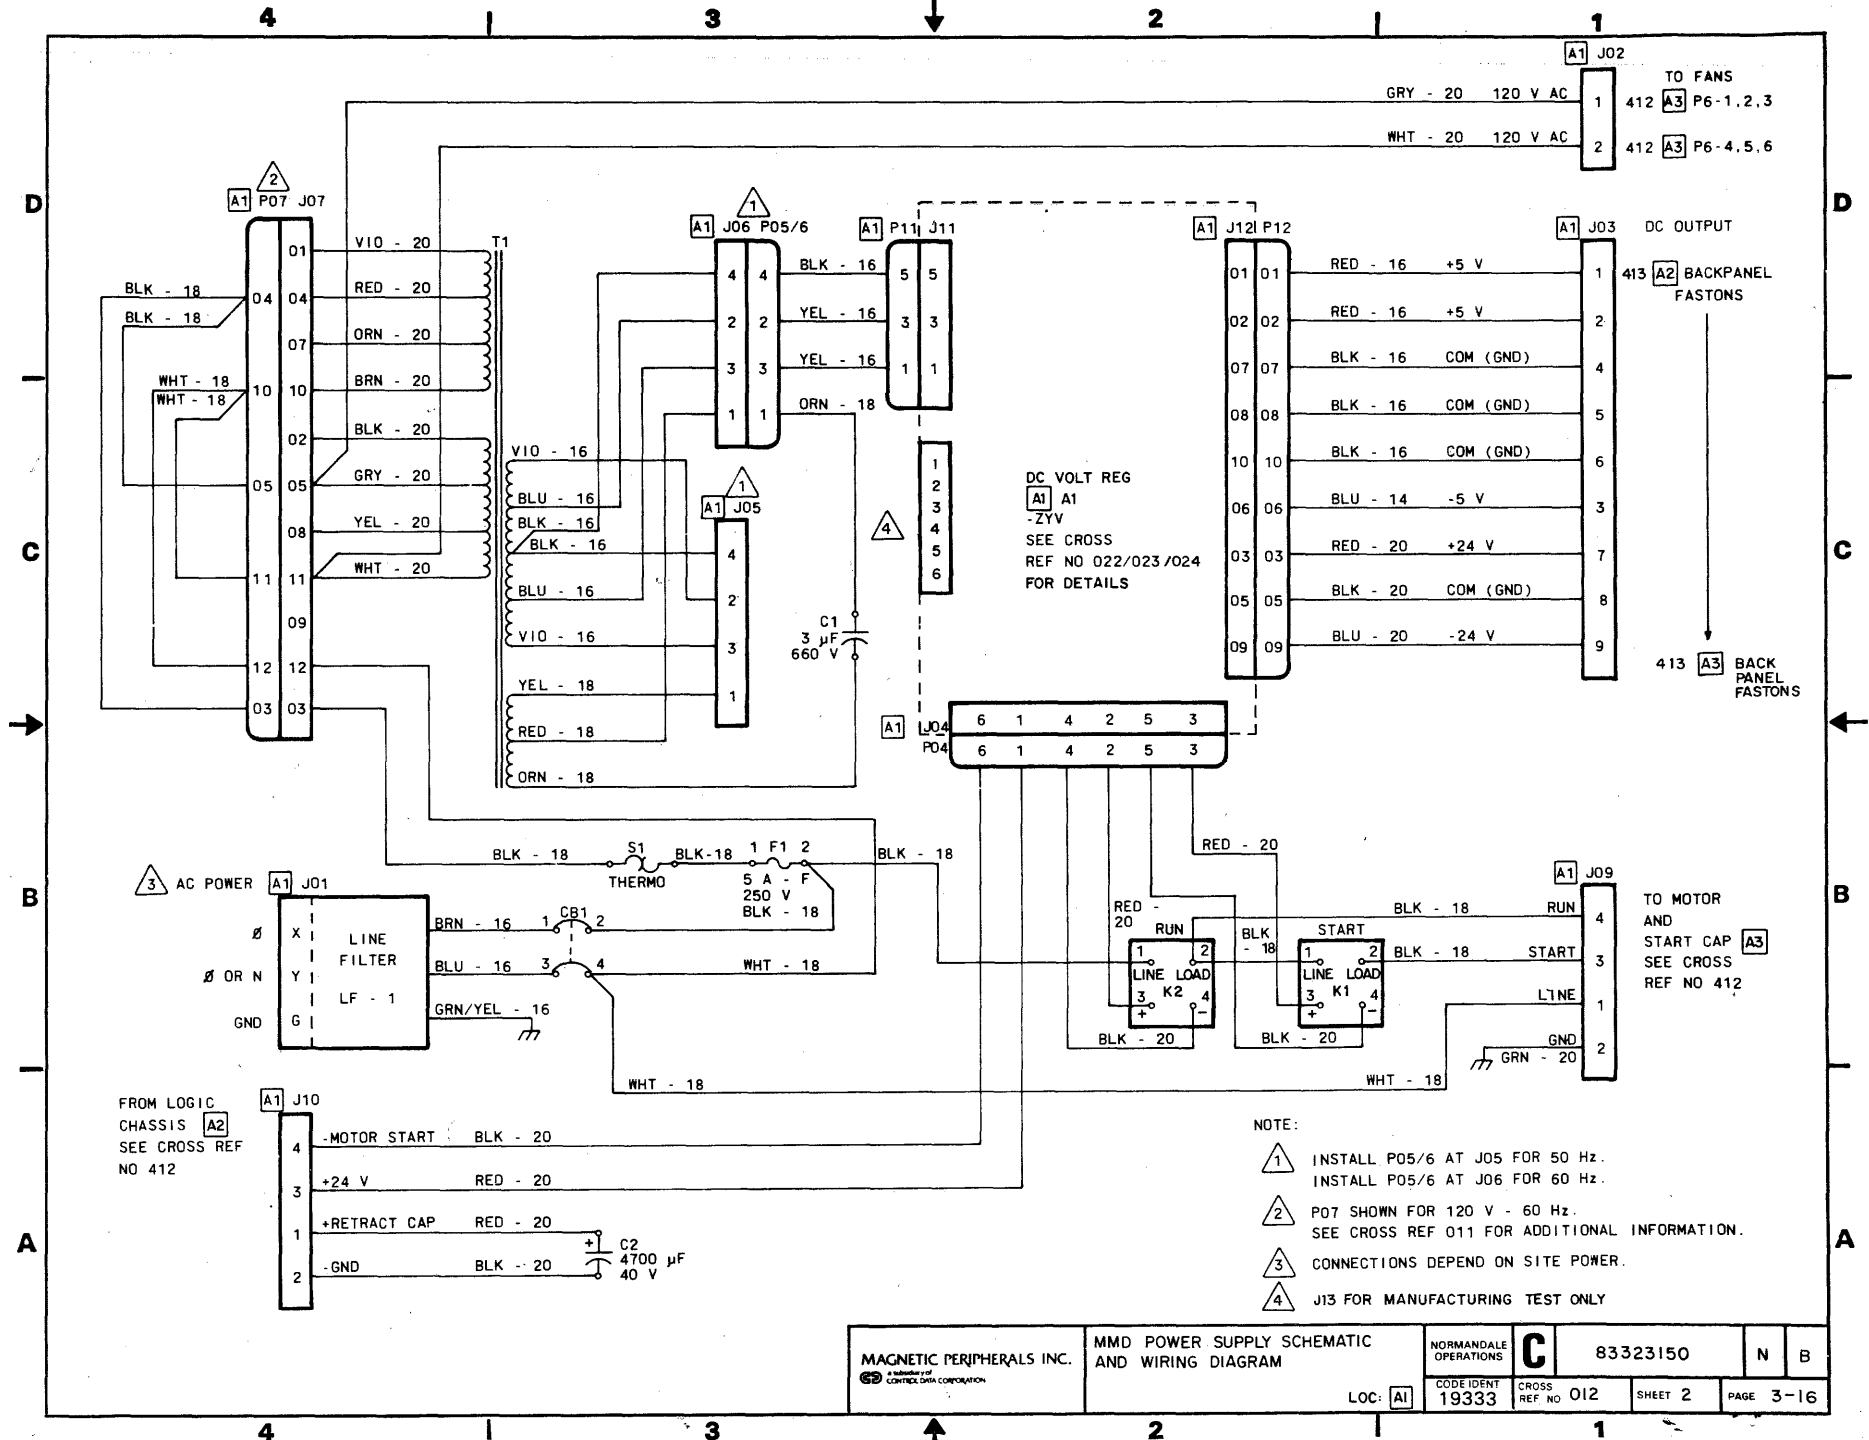 4 3 2 1
A1 J02
TO FANS
GRY - 20 120 V AC 1 412 A3 P6-1,2,3
WHT - 20 120 V AC 2 412 A3 P6-4,5,6
D
2
A1 P07 J07
01 VIO - 20
04 04 RED - 20
07 ORN - 20
10 10 BRN - 20
02 BLK - 20
05 05 GRY - 20
08 YEL - 20
11 11 WHT - 20
09
12 12
03 03
BLK - 18
BLK - 18
WHT - 18
WHT - 18
T1
1
A1 J06 P05/6
4 4 BLK - 16
2 2 YEL - 16
3 3 YEL - 16
1 1 ORN - 18
A1 P11 J11
5 5
3 3
1 1
VIO - 16
BLU - 16
BLK - 16
BLK - 16
BLU - 16
VIO - 16
YEL - 18
RED - 18
ORN - 18
1
A1 J05
4
2
3
1
C1
3 µF
660 V
4
1
2
3
4
5
6
DC VOLT REG
A1 A1
-ZYV
SEE CROSS
REF NO 022/023/024
FOR DETAILS
A1 J12 P12
A1 J03 DC OUTPUT
01 01 RED - 16 +5 V 1
02 02 RED - 16 +5 V 2
07 07 BLK - 16 COM (GND) 4
08 08 BLK - 16 COM (GND) 5
10 10 BLK - 16 COM (GND) 6
06 06 BLU - 14 -5 V 3
03 03 RED - 20 +24 V 7
05 05 BLK - 20 COM (GND) 8
09 09 BLU - 20 -24 V 9
413 A2 BACKPANEL
FASTONS
413 A3 BACK
PANEL
FASTONS
D
C
C
A1 J04 6 1 4 2 5 3
P04 6 1 4 2 5 3
RED - 20
RED -
20
BLK - 18 S1 BLK-18 1 F1 2 BLK - 18
THERMO
5 A - F
250 V
BLK - 18
B
3 AC POWER A1 J01
Ø X
Ø OR N Y
GND G
LINE
FILTER
LF - 1
BRN - 16 1 CB1 2
BLU - 16 3 4 WHT - 18
GRN/YEL - 16
RUN
1 2
LINE LOAD
K2
3 4
+ -
BLK - 20
BLK
- 18
START
1 2
LINE LOAD
K1
3 4
+ -
BLK - 20
A1 J09
BLK - 18 RUN 4
BLK - 18 START 3
LINE 1
GND 2
GRN - 20
TO MOTOR
AND
START CAP A3
SEE CROSS
REF NO 412
B
WHT - 18 WHT - 18
FROM LOGIC
CHASSIS A2
SEE CROSS REF
NO 412
A1 J10
4 -MOTOR START BLK - 20
3 +24 V RED - 20
1 +RETRACT CAP RED - 20
2 -GND BLK - 20
+ C2
4700 µF
40 V
A
NOTE:
1 INSTALL P05/6 AT J05 FOR 50 Hz.
INSTALL P05/6 AT J06 FOR 60 Hz.
2 P07 SHOWN FOR 120 V - 60 Hz.
SEE CROSS REF 011 FOR ADDITIONAL INFORMATION.
3 CONNECTIONS DEPEND ON SITE POWER.
4 J13 FOR MANUFACTURING TEST ONLY
A
MAGNETIC PERIPHERALS INC.
a subsidiary of
CONTROL DATA CORPORATION
MMD POWER SUPPLY SCHEMATIC
AND WIRING DIAGRAM
LOC: A1
NORMANDALE
OPERATIONS
C 83323150 N B
CODE IDENT
19333
CROSS
REF NO 012
SHEET 2
PAGE 3-16
4 3 2 1